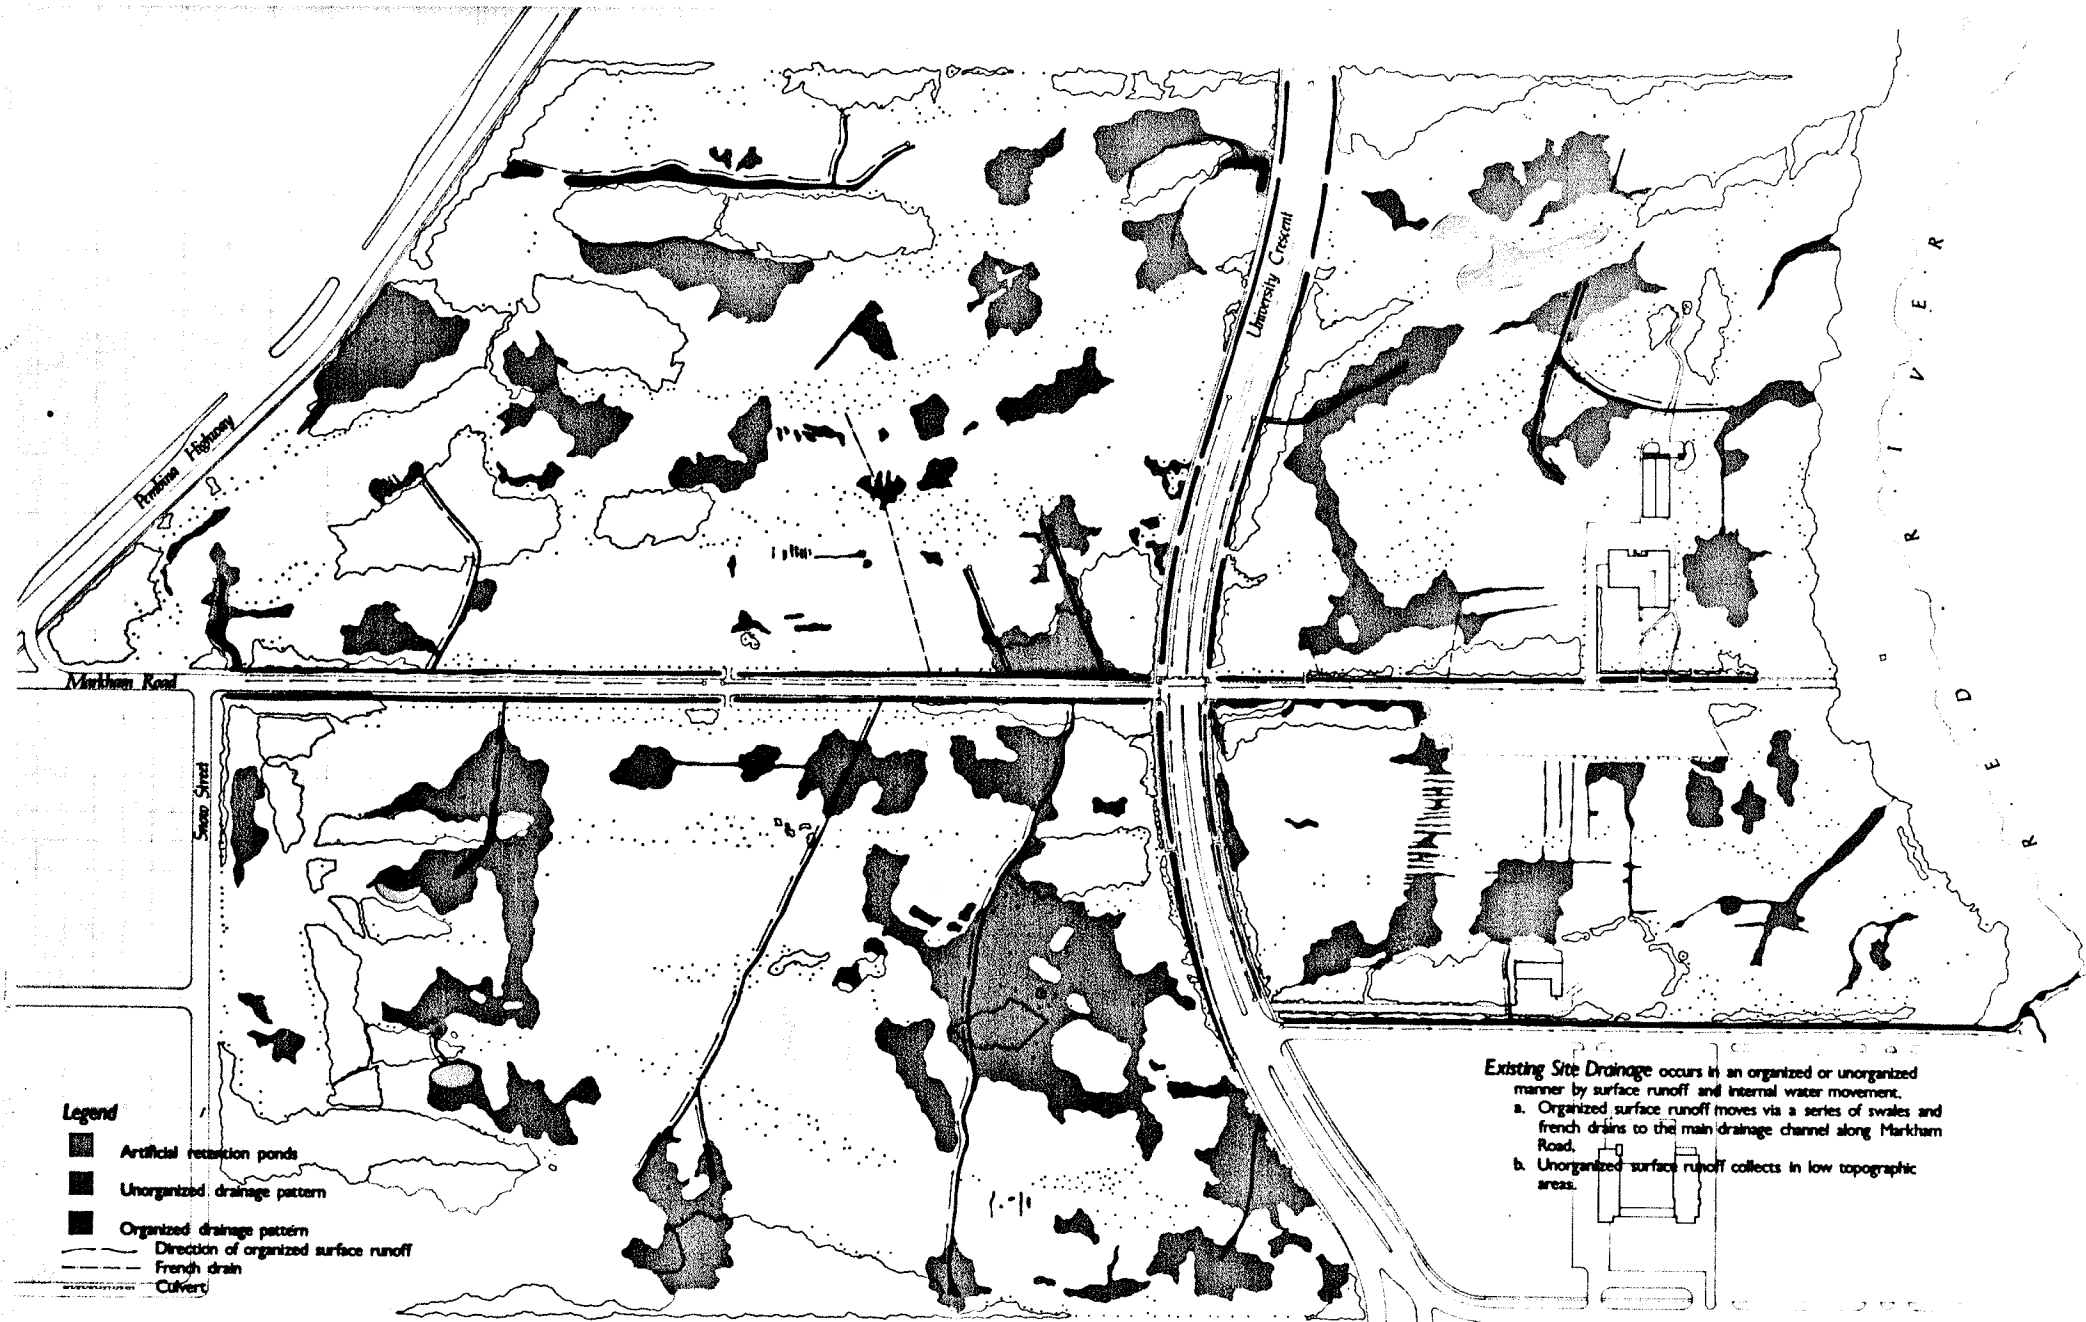 University Crescent
Pembina Highway
Markham Road
Snow Street
RED RIVER
Legend
Artificial retention ponds
Unorganized drainage pattern
Organized drainage pattern
Direction of organized surface runoff
French drain
Culvert
Existing Site Drainage occurs in an organized or unorganized
manner by surface runoff and internal water movement.
a. Organized surface runoff moves via a series of swales and
french drains to the main drainage channel along Markham
Road.
b. Unorganized surface runoff collects in low topographic
areas.